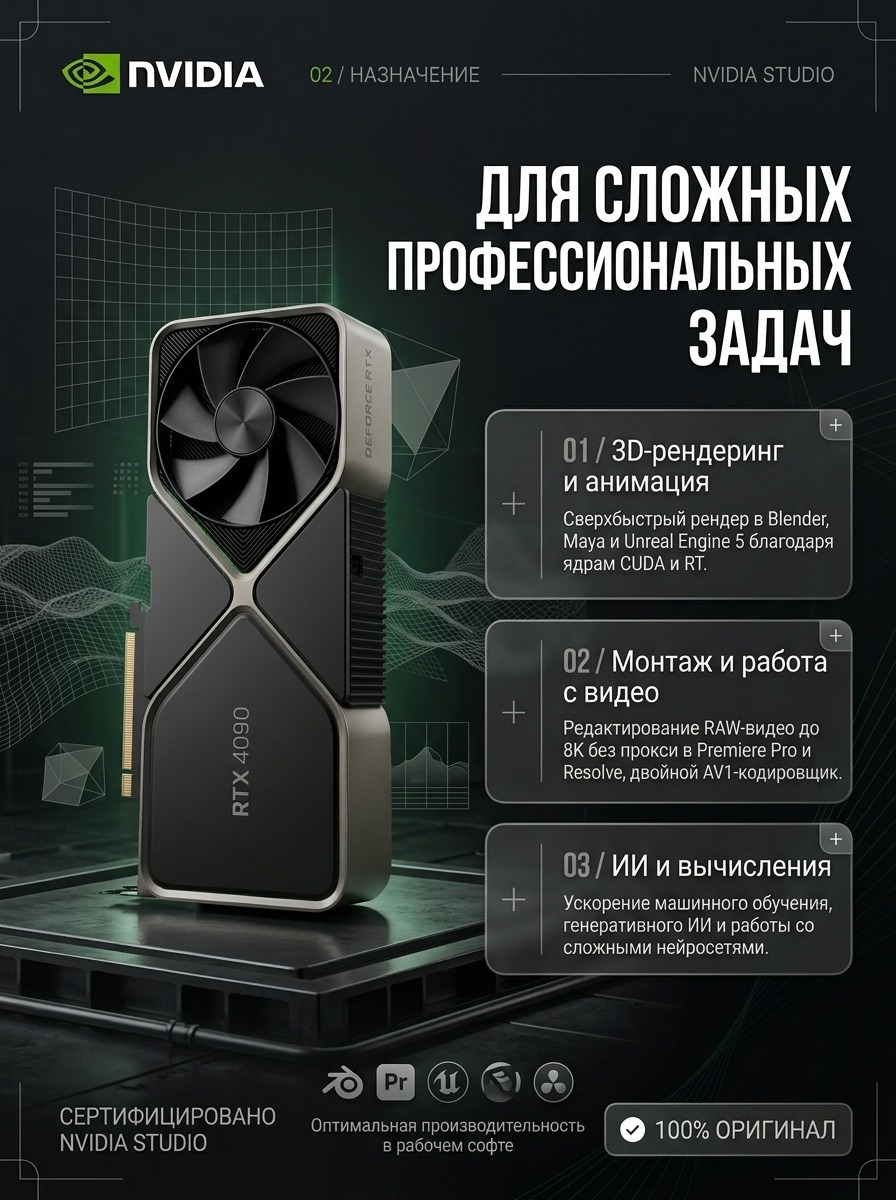 NVIDIA
02 / НАЗНАЧЕНИЕ
NVIDIA STUDIO
ДЛЯ СЛОЖНЫХ
ПРОФЕССИОНАЛЬНЫХ
ЗАДАЧ
DEFORCE RTX
RTX 4090
01 / 3D-рендеринг
и анимация
Сверхбыстрый рендер в Blender,
Maya и Unreal Engine 5 благодаря
ядрам CUDA и RT.
02 / Монтаж и работа
с видео
Редактирование RAW-видео до
8K без прокси в Premiere Pro и
Resolve, двойной AV1-кодировщик.
03 / ИИ и вычисления
Ускорение машинного обучения,
генеративного ИИ и работы со
сложными нейросетями.
СЕРТИФИЦИРОВАНО
NVIDIA STUDIO
Pr
Оптимальная производительность
в рабочем софте
100% ОРИГИНАЛ